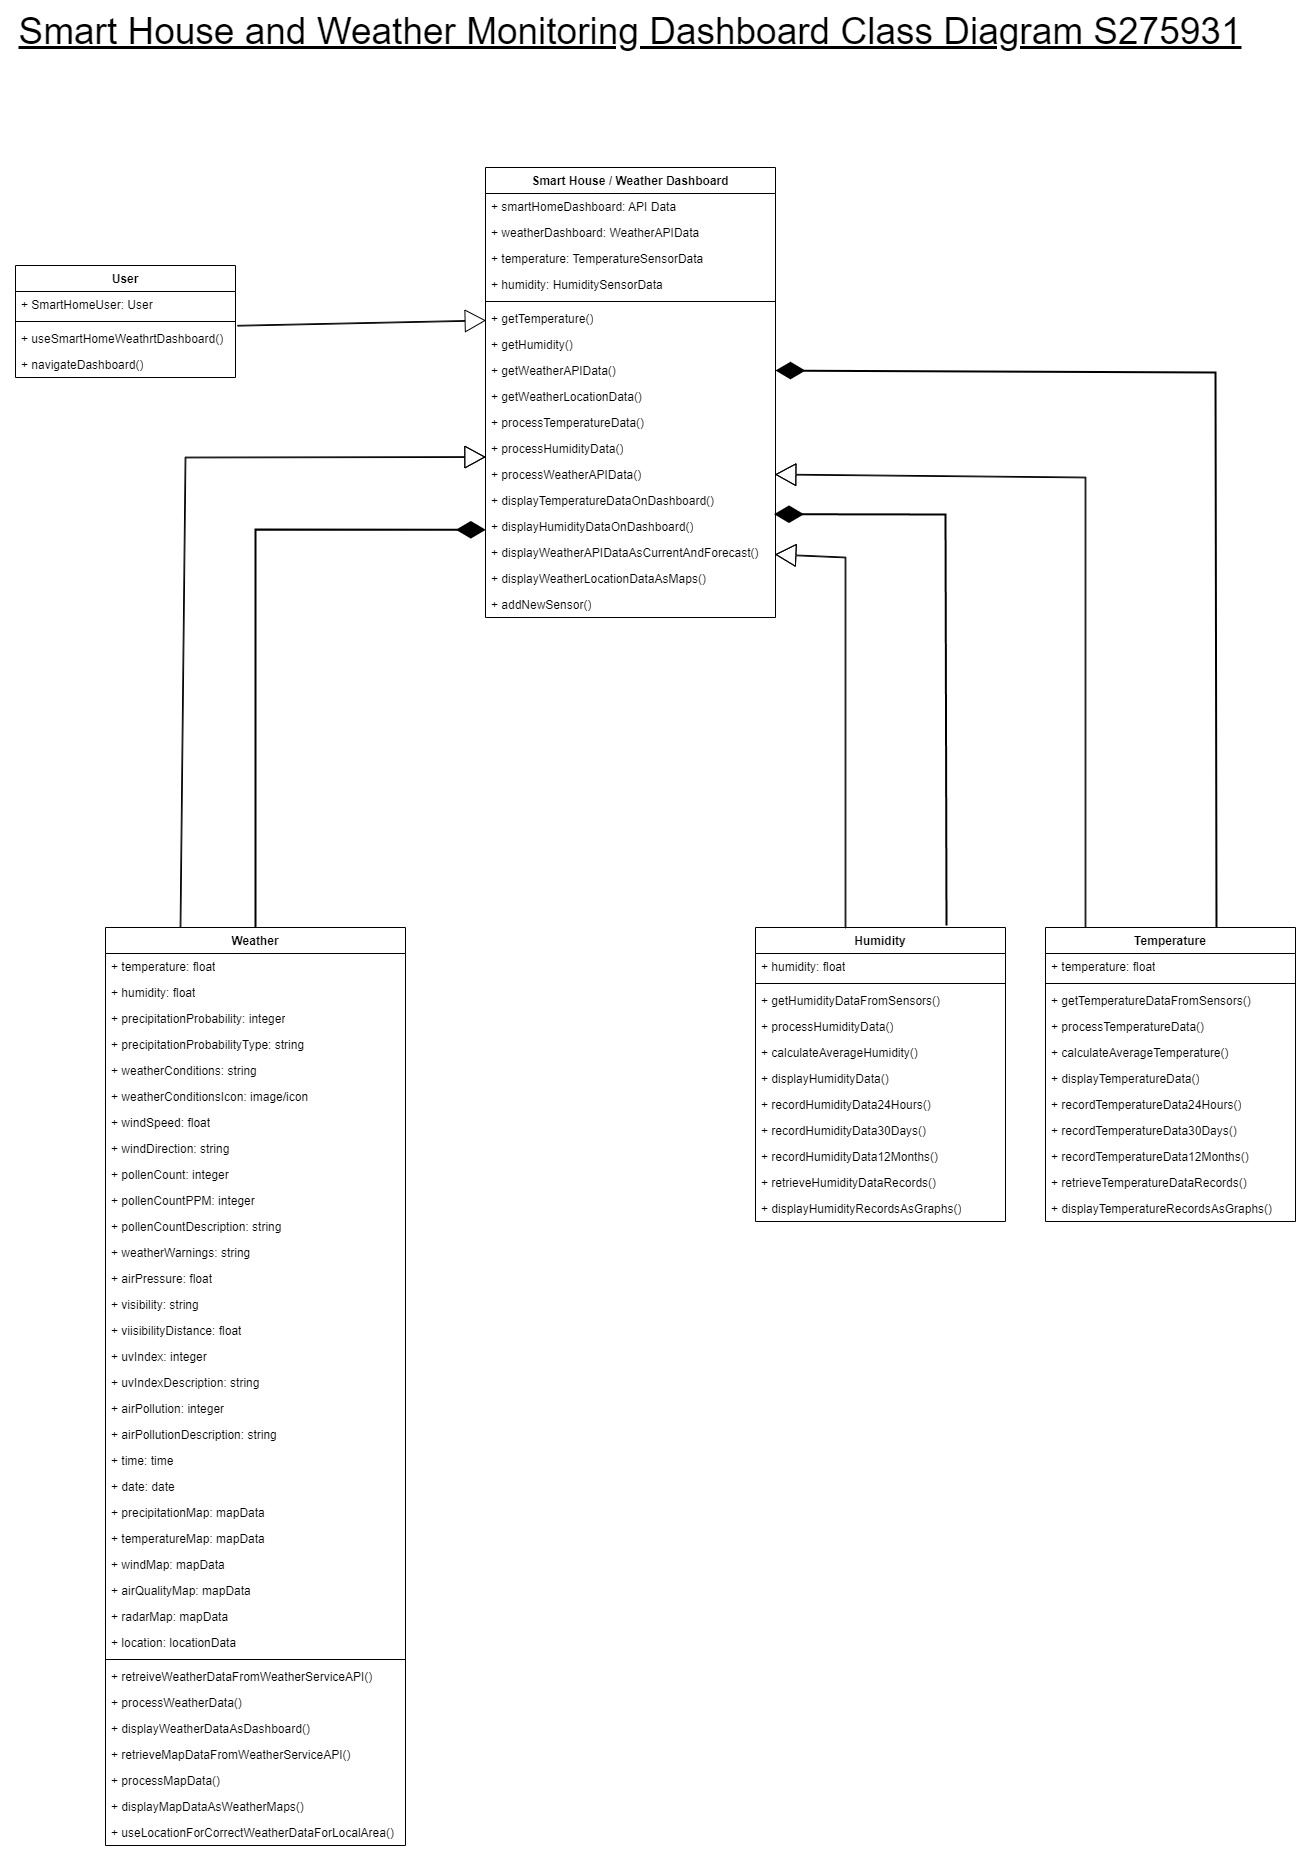 Smart House and Weather Monitoring Dashboard Class Diagram S275931
Smart House / Weather Dashboard
+ smartHomeDashboard: API Data
+ weatherDashboard: WeatherAPIData
+ temperature: TemperatureSensorData
+ humidity: HumiditySensorData
+ getTemperature()
+ getHumidity()
+ getWeatherAPIData()
+ getWeatherLocationData()
+ processTemperatureData()
+ processHumidityData()
+ processWeatherAPIData()
+ displayTemperatureDataOnDashboard()
+ displayHumidityDataOnDashboard()
+ displayWeatherAPIDataAsCurrentAndForecast()
+ displayWeatherLocationDataAsMaps()
+ addNewSensor()
User
+ SmartHomeUser: User
+ useSmartHomeWeathrtDashboard()
+ navigateDashboard()
Weather
+ temperature: float
+ humidity: float
+ precipitationProbability: integer
+ precipitationProbabilityType: string
+ weatherConditions: string
+ weatherConditionsIcon: image/icon
+ windSpeed: float
+ windDirection: string
+ pollenCount: integer
+ pollenCountPPM: integer
+ pollenCountDescription: string
+ weatherWarnings: string
+ airPressure: float
+ visibility: string
+ viisibilityDistance: float
+ uvIndex: integer
+ uvIndexDescription: string
+ airPollution: integer
+ airPollutionDescription: string
+ time: time
+ date: date
+ precipitationMap: mapData
+ temperatureMap: mapData
+ windMap: mapData
+ airQualityMap: mapData
+ radarMap: mapData
+ location: locationData
+ retreiveWeatherDataFromWeatherServiceAPI()
+ processWeatherData()
+ displayWeatherDataAsDashboard()
+ retrieveMapDataFromWeatherServiceAPI()
+ processMapData()
+ displayMapDataAsWeatherMaps()
+ useLocationForCorrectWeatherDataForLocalArea()
Humidity
+ humidity: float
+ getHumidityDataFromSensors()
+ processHumidityData()
+ calculateAverageHumidity()
+ displayHumidityData()
+ recordHumidityData24Hours()
+ recordHumidityData30Days()
+ recordHumidityData12Months()
+ retrieveHumidityDataRecords()
+ displayHumidityRecordsAsGraphs()
Temperature
+ temperature: float
+ getTemperatureDataFromSensors()
+ processTemperatureData()
+ calculateAverageTemperature()
+ displayTemperatureData()
+ recordTemperatureData24Hours()
+ recordTemperatureData30Days()
+ recordTemperatureData12Months()
+ retrieveTemperatureDataRecords()
+ displayTemperatureRecordsAsGraphs()